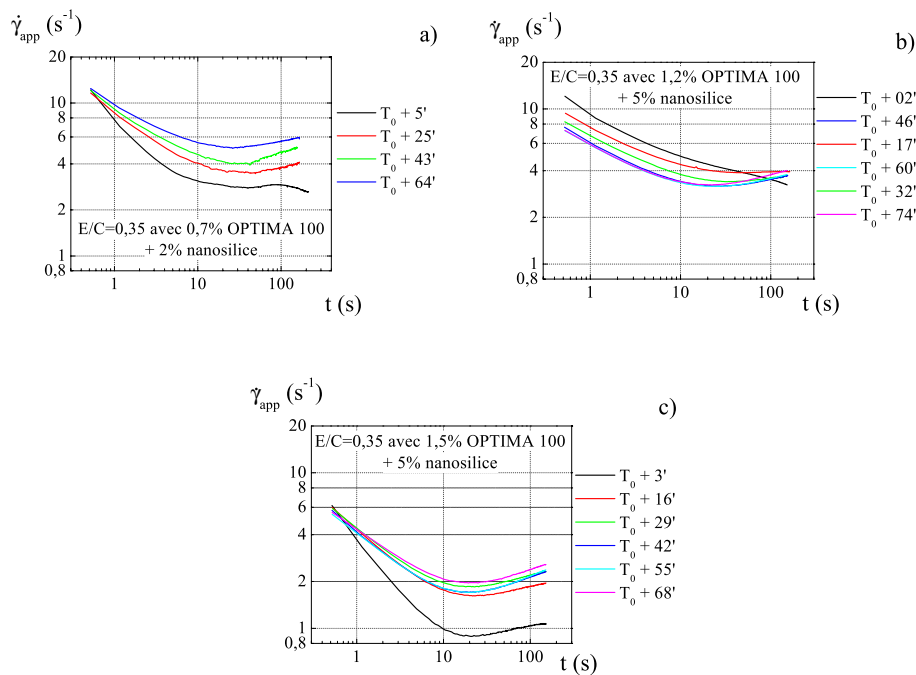 γ̇app (s-1)
a)
20
10
8
6
4
2
1
0,8
1
10
100
t (s)
E/C=0,35 avec 0,7% OPTIMA 100
+ 2% nanosilice
T0 + 5'
T0 + 25'
T0 + 43'
T0 + 64'
γ̇app (s-1)
b)
20
10
8
6
4
2
1
0,8
1
10
100
t (s)
E/C=0,35 avec 1,2% OPTIMA 100
+ 5% nanosilice
T0 + 02'
T0 + 46'
T0 + 17'
T0 + 60'
T0 + 32'
T0 + 74'
γ̇app (s-1)
c)
20
10
8
6
4
2
1
0,8
1
10
100
t (s)
E/C=0,35 avec 1,5% OPTIMA 100
+ 5% nanosilice
T0 + 3'
T0 + 16'
T0 + 29'
T0 + 42'
T0 + 55'
T0 + 68'